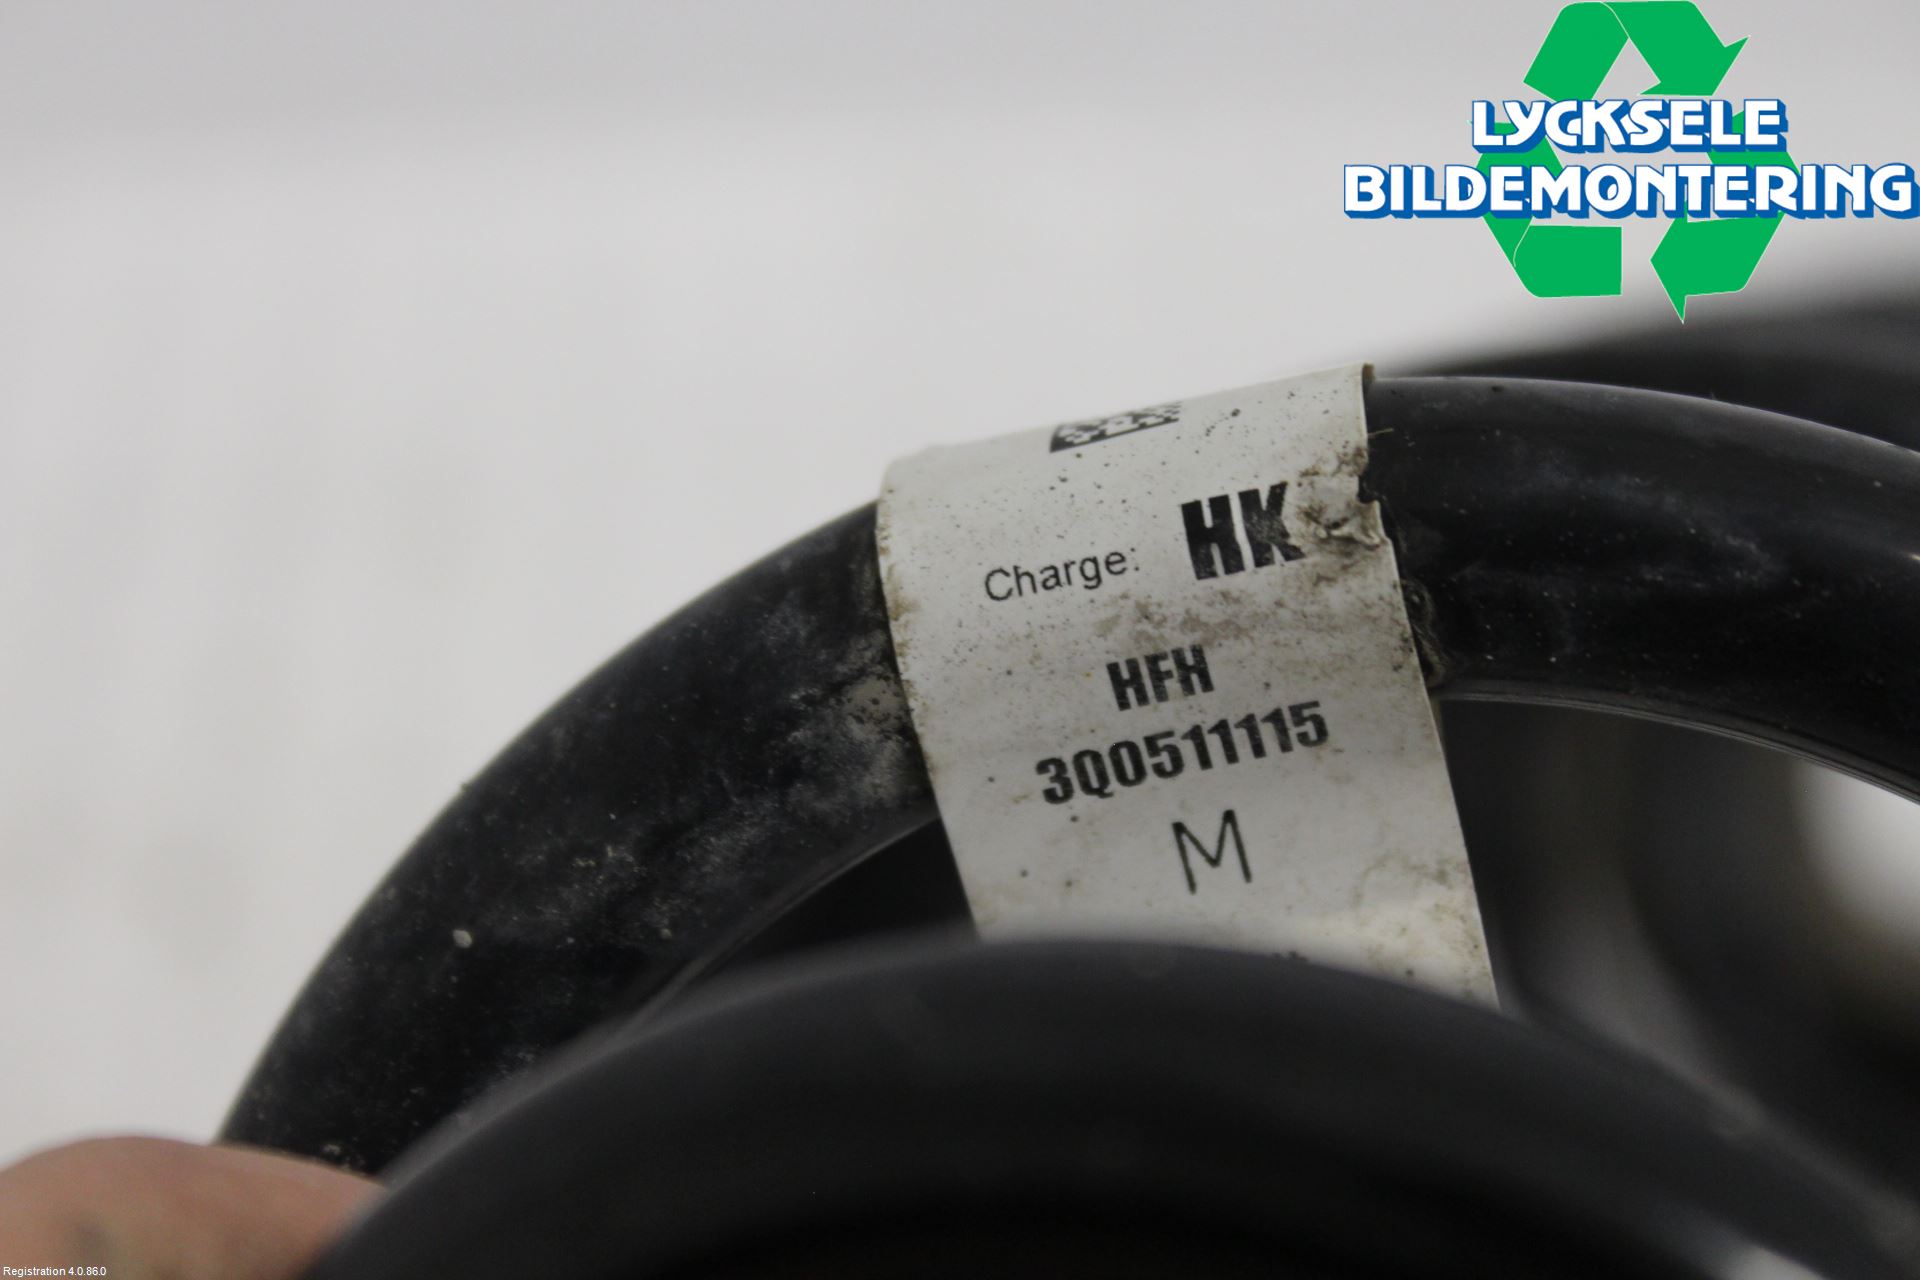 LYCKSELE
BILDEMONTERING
Charge: HK
HFH
3Q0511115
M
Registration 4.0.86.0